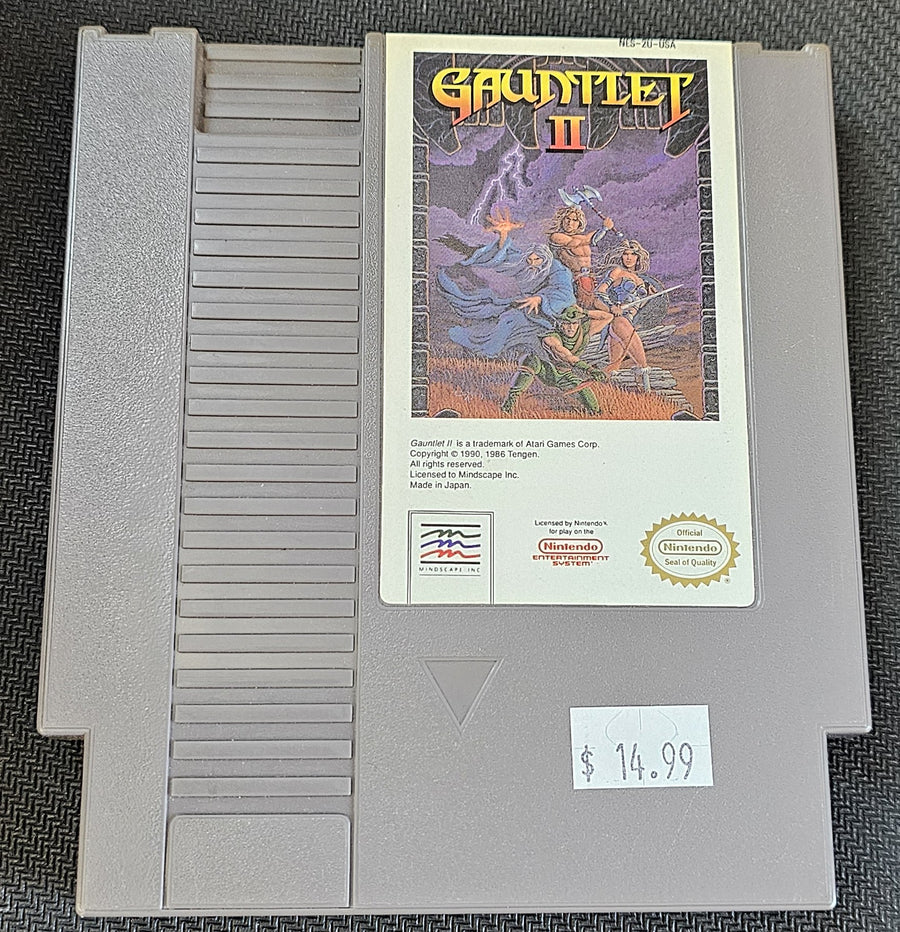 NES-2U-USA
GAUNTLET
II
Gauntlet II is a trademark of Atari Games Corp.
Copyright © 1990, 1986 Tengen.
All rights reserved.
Licensed to Mindscape Inc.
Made in Japan.
MINDSCAPE INC
Licensed by Nintendo®
for play on the
Nintendo
ENTERTAINMENT
SYSTEM®
Official
Nintendo
Seal of Quality
®
$ 14.99